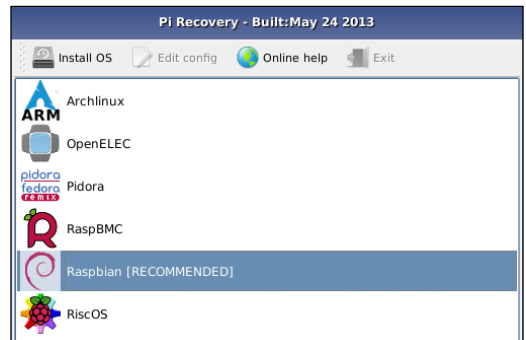 Pi Recovery - Built:May 24 2013
Install OS Edit config Online help Exit
ARM Archlinux
OpenELEC
pidora
fedora Pidora
remix
RaspBMC
Raspbian [RECOMMENDED]
RiscOS